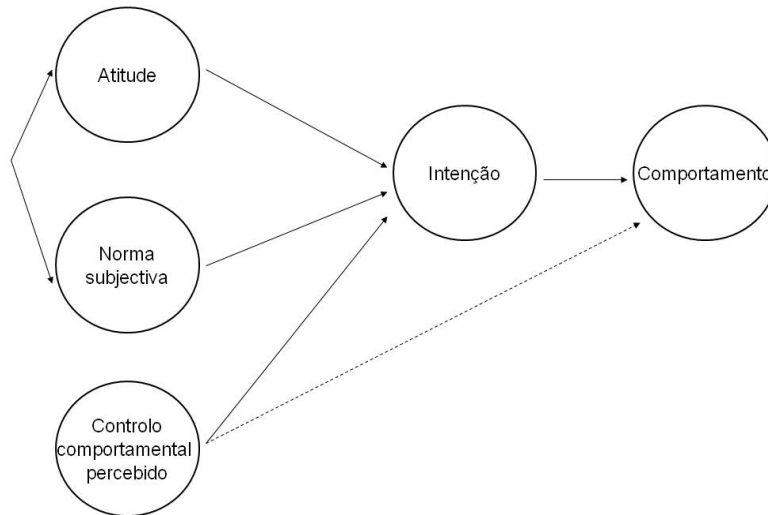 Atitude
Norma
subjectiva
Controlo
comportamental
percebido
Intenção
Comportamento